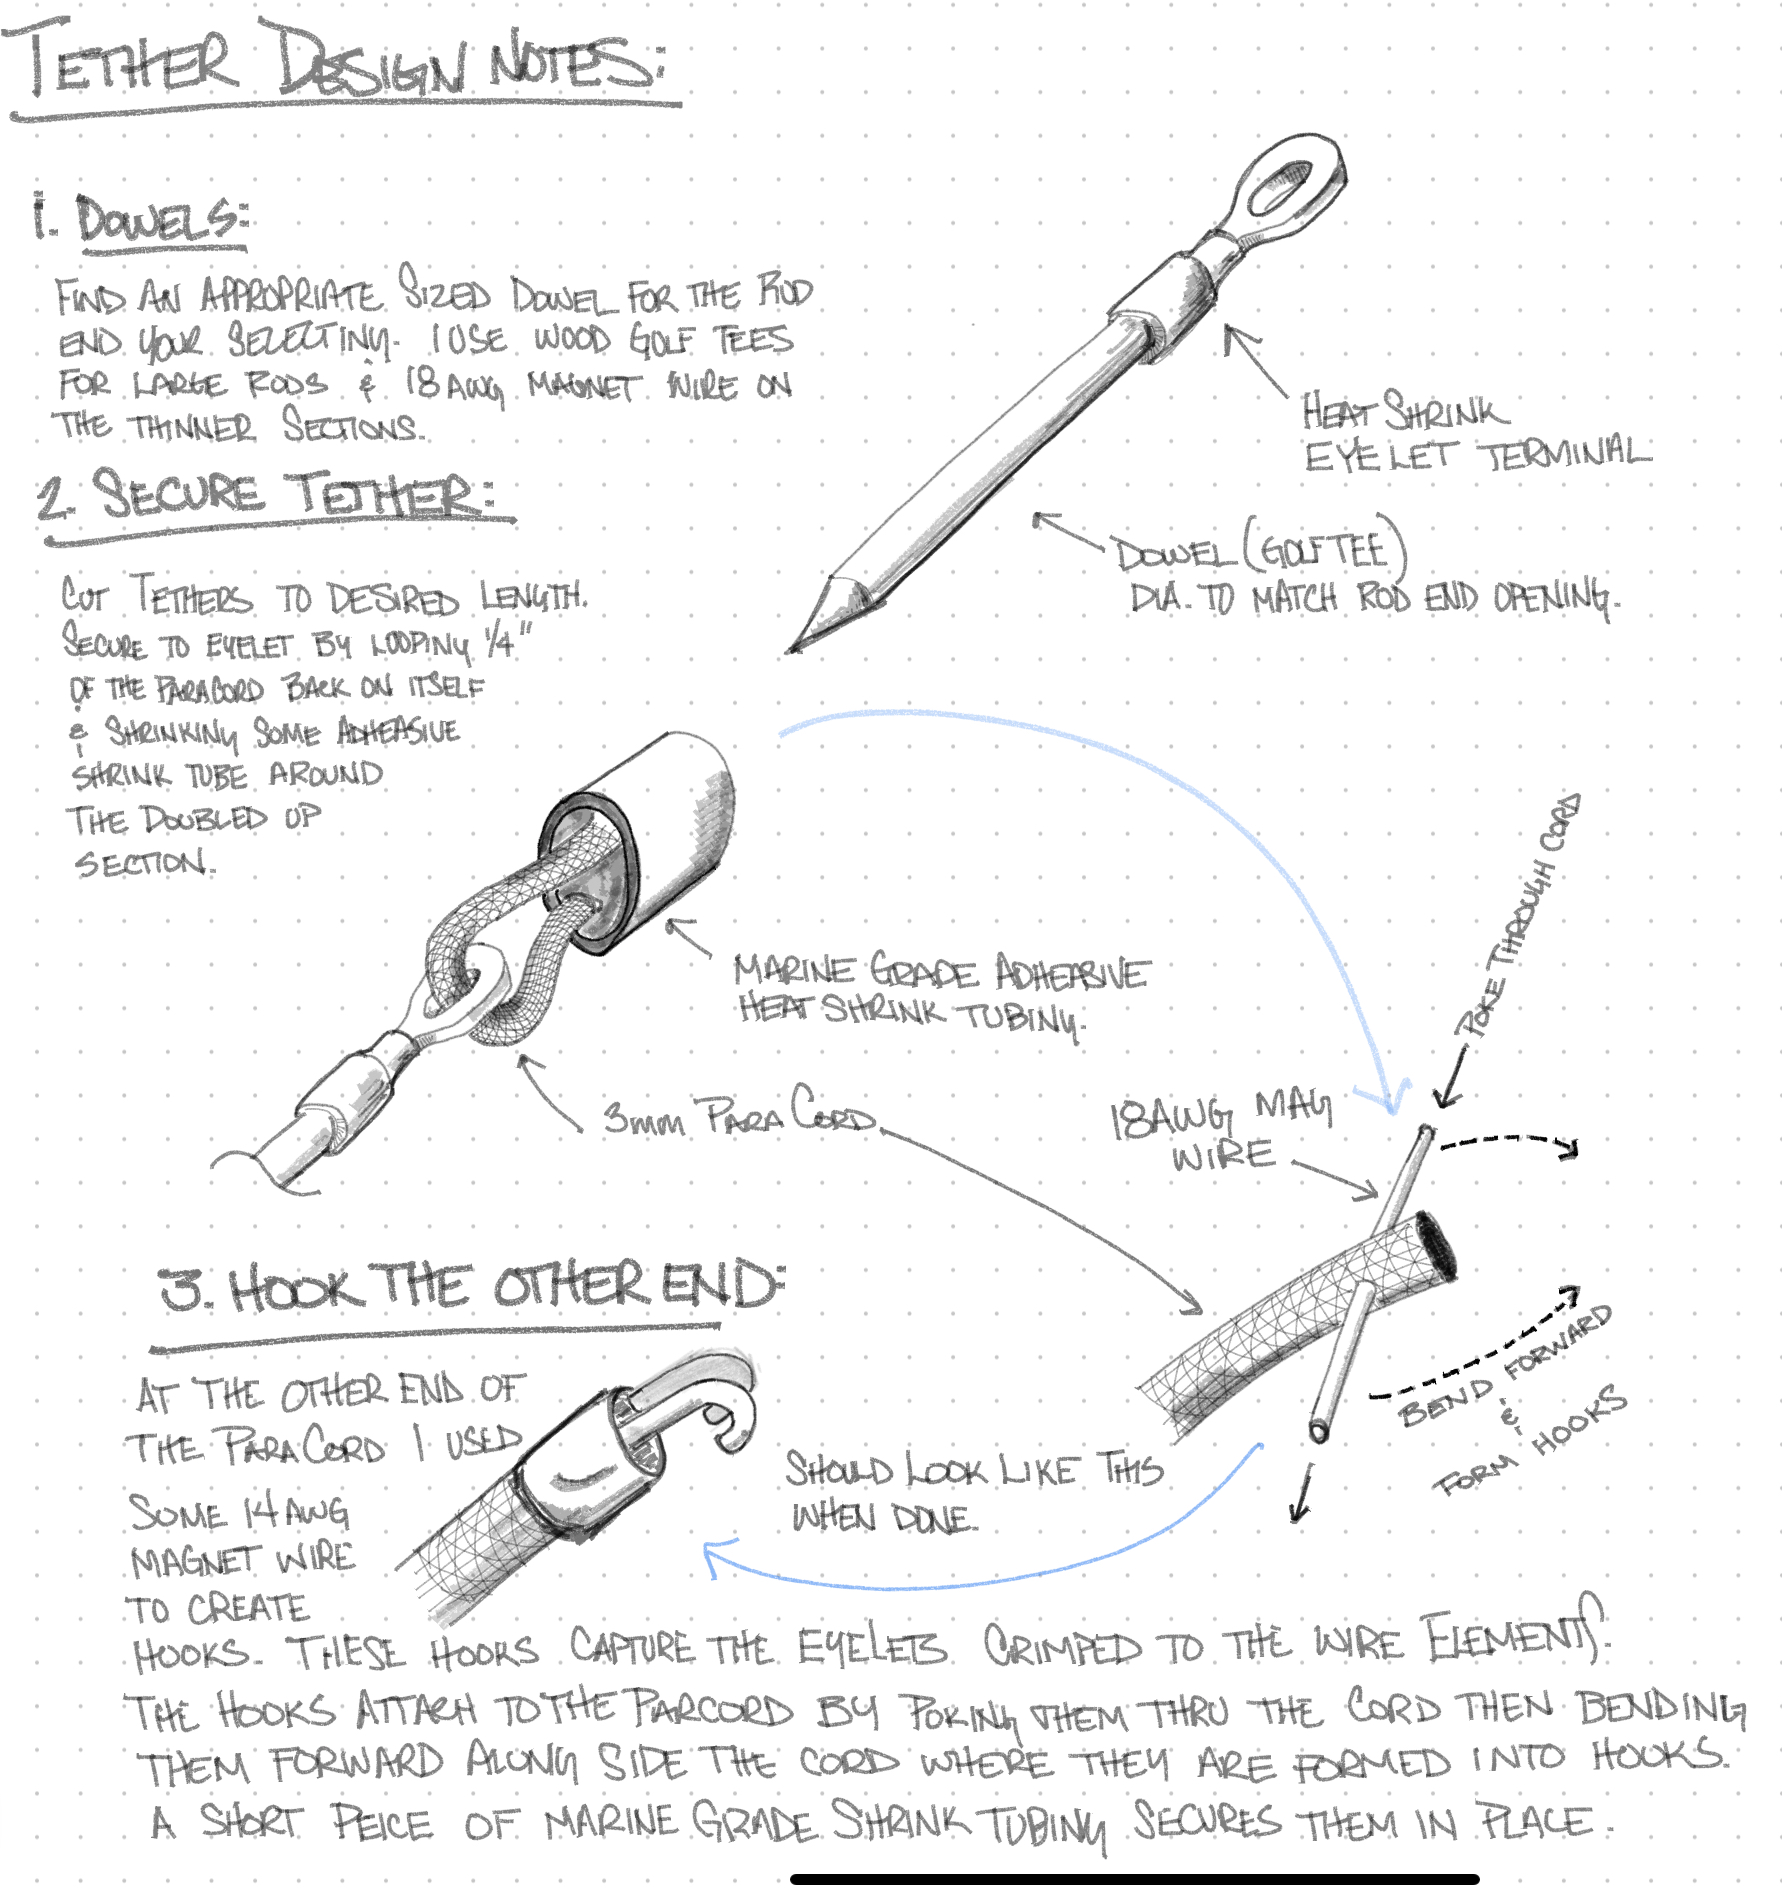 TETHER DESIGN NOTES:
1. DOWELS:
FIND AN APPROPRIATE SIZED DOWEL FOR THE ROD
END YOUR SELECTINY. I USE WOOD GOLF TEES
FOR LARGE RODS & 18 AWG MAGNET WIRE ON
THE THINNER SECTIONS.
HEAT SHRINK
EYELET TERMINAL
DOWEL (GOLF TEE)
DIA. TO MATCH ROD END OPENING.
2. SECURE TETHER:
CUT TETHERS TO DESIRED LENGTH.
SECURE TO EYELET BY LOOPING 1/4"
OF THE PARACORD BACK ON ITSELF
& SHRINKING SOME ADHEASIVE
SHRINK TUBE AROUND
THE DOUBLED UP
SECTION.
MARINE GRADE ADHEASIVE
HEAT SHRINK TUBING.
3mm PARA CORD
POKE THROUGH CORD
18AWG MAG
WIRE
BEND FORWARD
&
FORM HOOKS
3. HOOK THE OTHER END:
AT THE OTHER END OF
THE PARACORD I USED
SOME 14 AWG
MAGNET WIRE
TO CREATE
HOOKS. THESE HOOKS CAPTURE THE EYELETS CRIMPED TO THE WIRE ELEMENTS.
THE HOOKS ATTACH TO THE PARCORD BY POKING THEM THRU THE CORD THEN BENDING
THEM FORWARD ALONG SIDE THE CORD WHERE THEY ARE FORMED INTO HOOKS.
A SHORT PEICE OF MARINE GRADE SHRINK TUBING SECURES THEM IN PLACE.
SHOULD LOOK LIKE THIS
WHEN DONE.